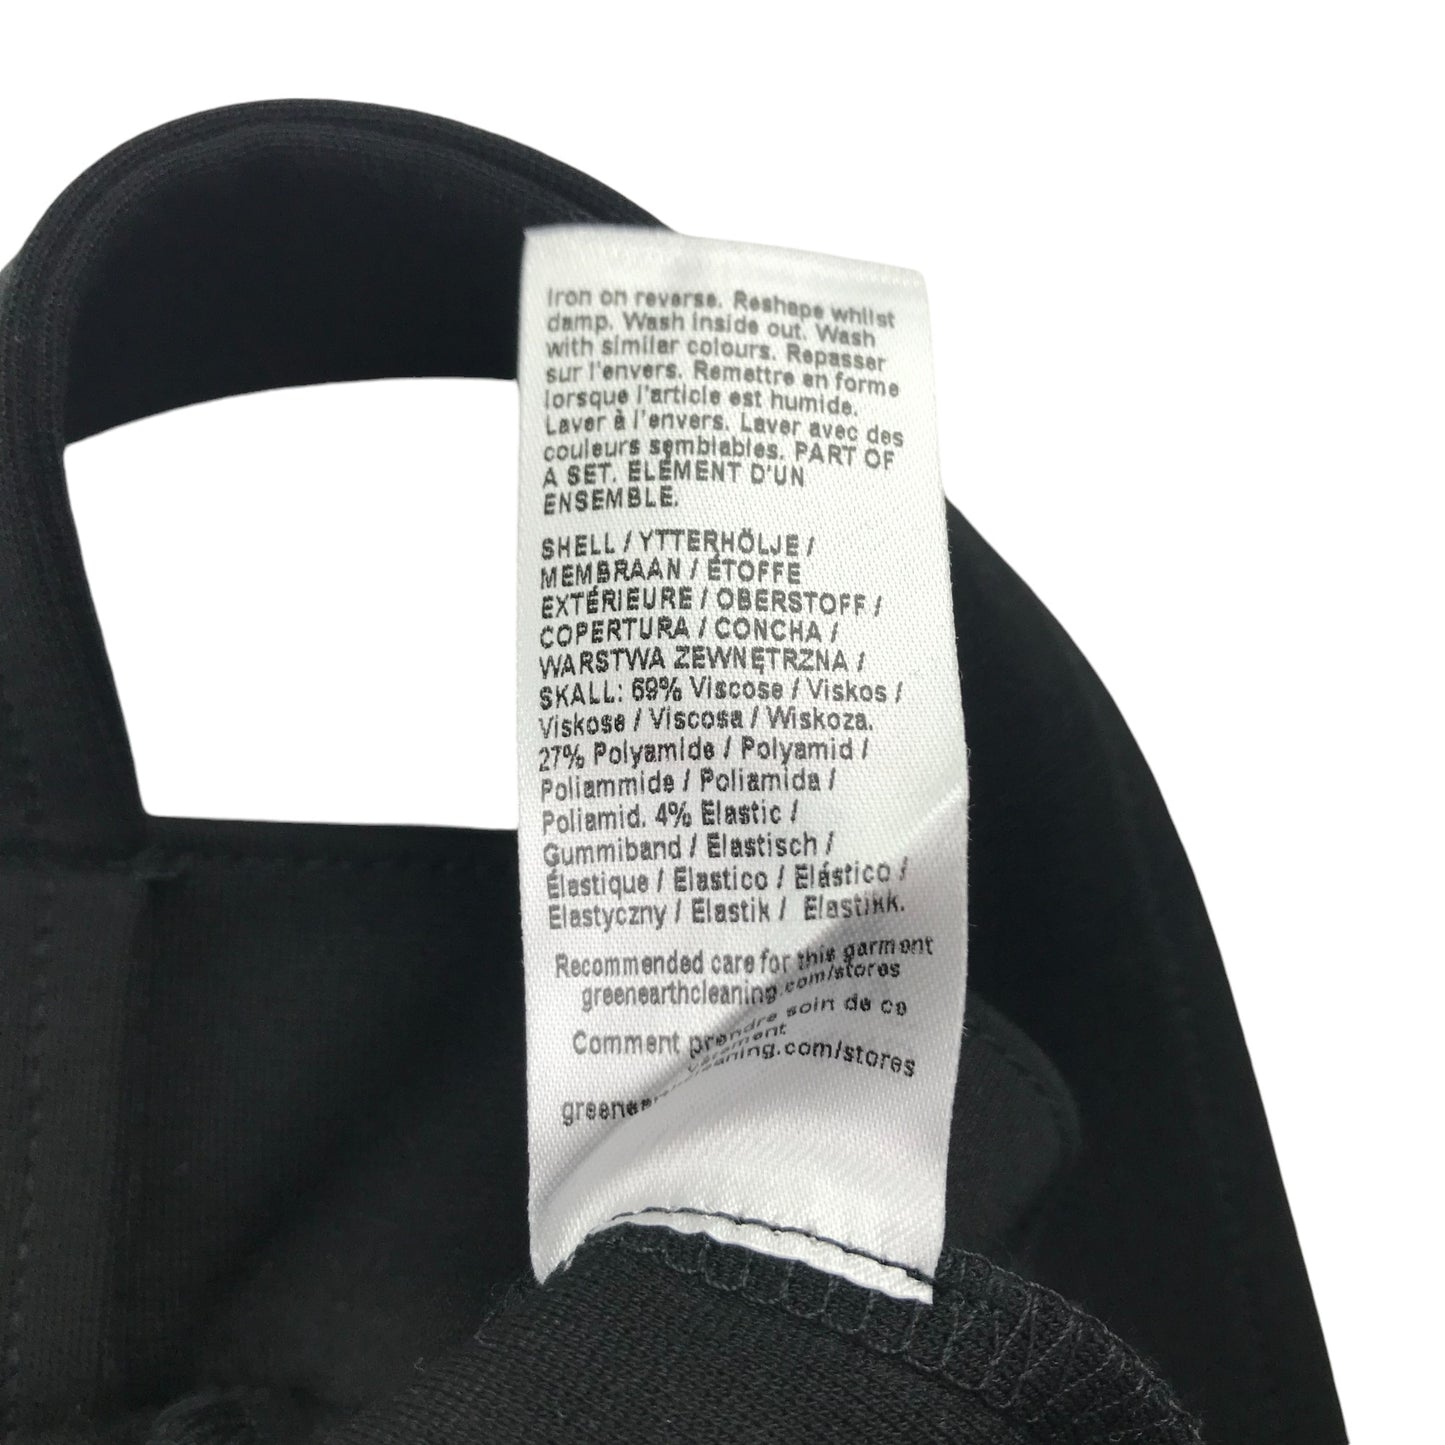 Iron on reverse. Reshape whilst
damp. Wash inside out. Wash
with similar colours. Repasser
sur l'envers. Remettre en forme
lorsque l'article est humide.
Laver à l'envers. Laver avec des
couleurs semblables. PART OF
A SET. ELÉMENT D'UN
ENSEMBLE.
SHELL / YTTERHÖLJE /
MEMBRAAN / ÉTOFFE
EXTÉRIEURE / OBERSTOFF /
COPERTURA / CONCHA /
WARSTWA ZEWNĘTRZNA /
SKALL: 69% Viscose / Viskos /
Viskose / Viscosa / Wiskoza.
27% Polyamide / Polyamid /
Poliammide / Poliamida /
Poliamid. 4% Elastic /
Gummiband / Elastisch /
Élastique / Elastico / Elástico /
Elastyczny / Elastik / Elastikk.
Recommended care for this garment
greenearthcleaning.com/stores
Comment prendre soin de ce
greenea
aning.com/stores